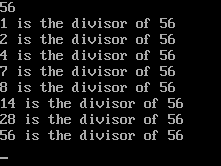 56
1 is the divisor of 56
2 is the divisor of 56
4 is the divisor of 56
7 is the divisor of 56
8 is the divisor of 56
14 is the divisor of 56
28 is the divisor of 56
56 is the divisor of 56